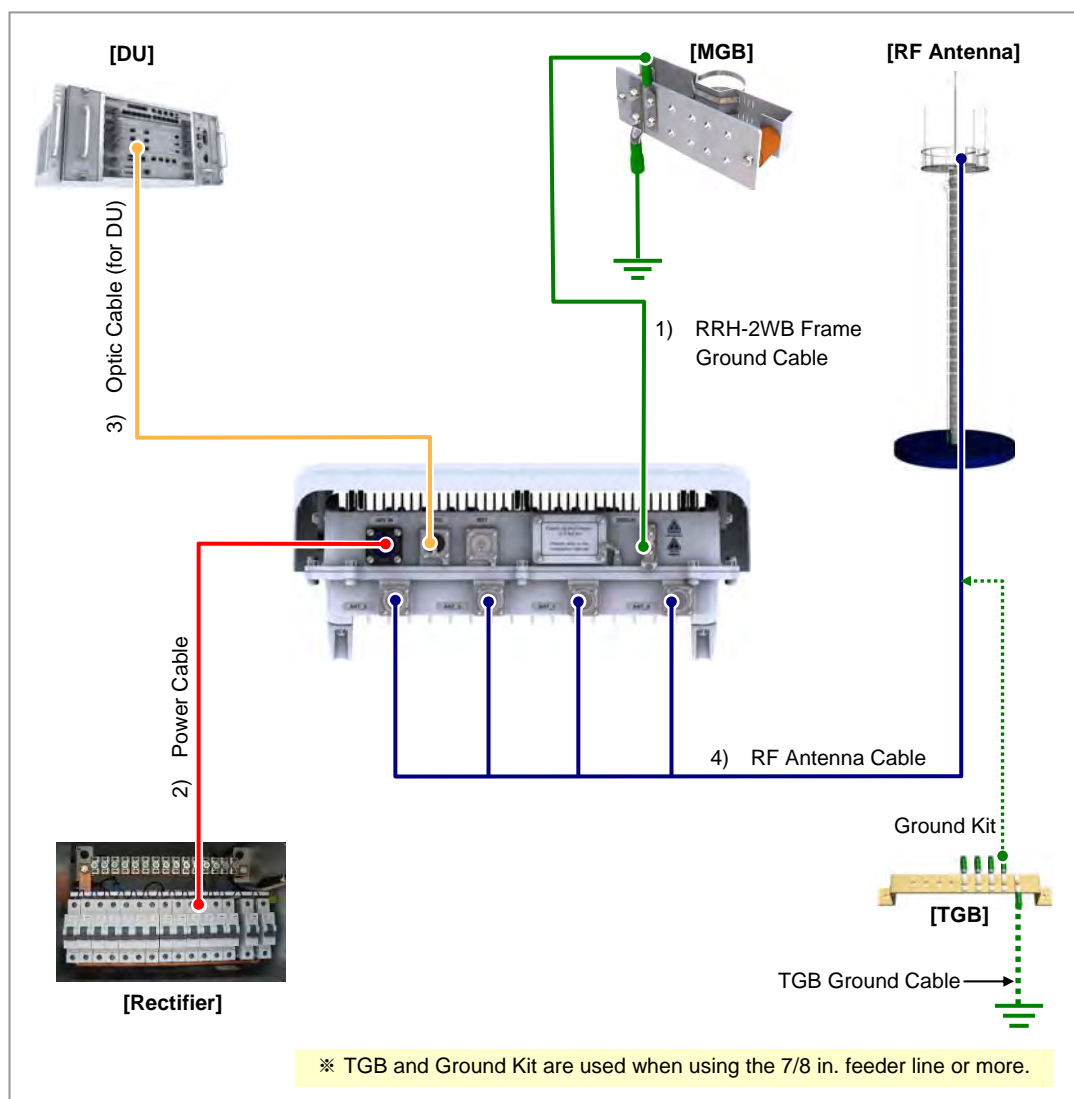 [DU]
[MGB]
[RF Antenna]
3) Optic Cable (for DU)
1) RRH-2WB Frame
Ground Cable
2) Power Cable
4) RF Antenna Cable
Ground Kit
[TGB]
TGB Ground Cable
[Rectifier]
※ TGB and Ground Kit are used when using the 7/8 in. feeder line or more.